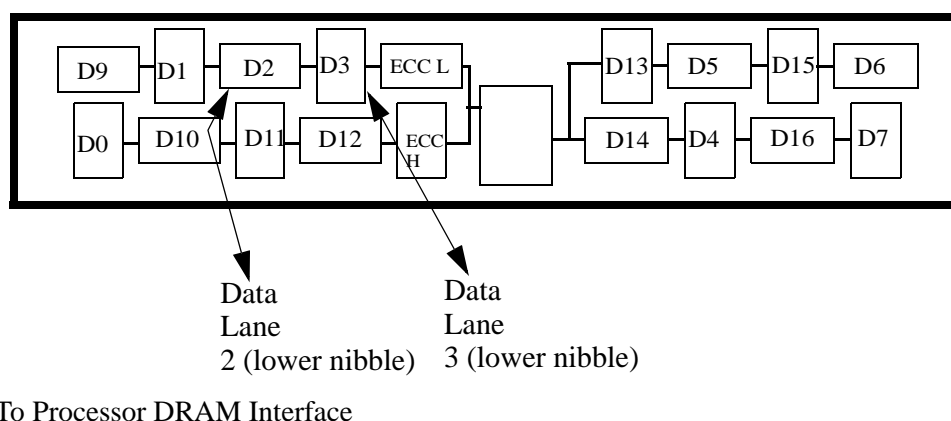 D9 D1 D2 D3 ECC L D13 D5 D15 D6
D0 D10 D11 D12 ECC H D14 D4 D16 D7
Data Lane 2 (lower nibble)
Data Lane 3 (lower nibble)
To Processor DRAM Interface